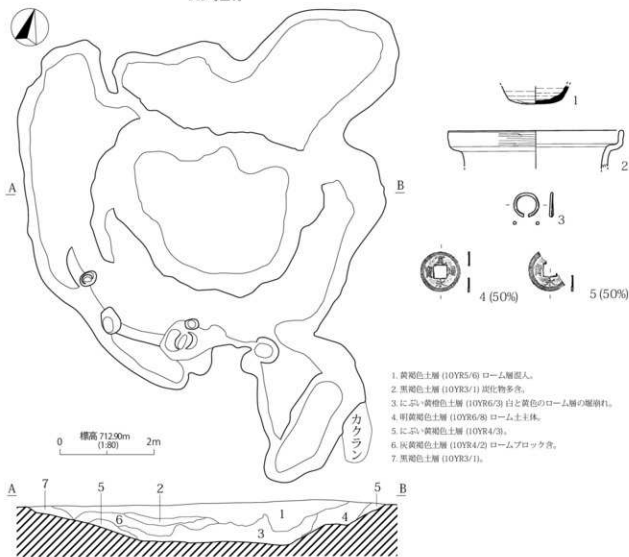 A
B
1
2
3
4 (50%)
5 (50%)
カクラン
標高 712.90m
(1:80)
0 2m
1. 黄褐色土層 (10YR5/6) ローム層混入。
2. 黒褐色土層 (10YR3/1) 炭化物多含。
3. にぶい黄橙色土層 (10YR6/3) 白と黄色のローム層の堀崩れ。
4. 明黄褐色土層 (10YR6/8) ローム土主体。
5. にぶい黄褐色土層 (10YR4/3)。
6. 灰黄褐色土層 (10YR4/2) ロームブロック含。
7. 黒褐色土層 (10YR3/1)。
A 7 5 2 5 B
6 3 1 4